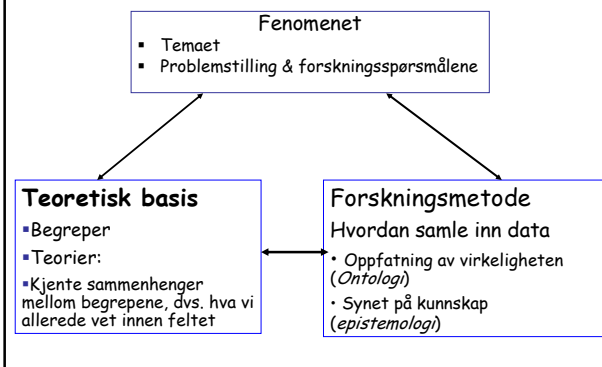 Fenomenet
▪ Temaet
▪ Problemstilling & forskningsspørsmålene
Teoretisk basis
▪Begreper
▪Teorier:
▪Kjente sammenhenger
mellom begrepene, dvs. hva vi
allerede vet innen feltet
Forskningsmetode
Hvordan samle inn data
• Oppfatning av virkeligheten
(Ontologi)
• Synet på kunnskap
(epistemologi)